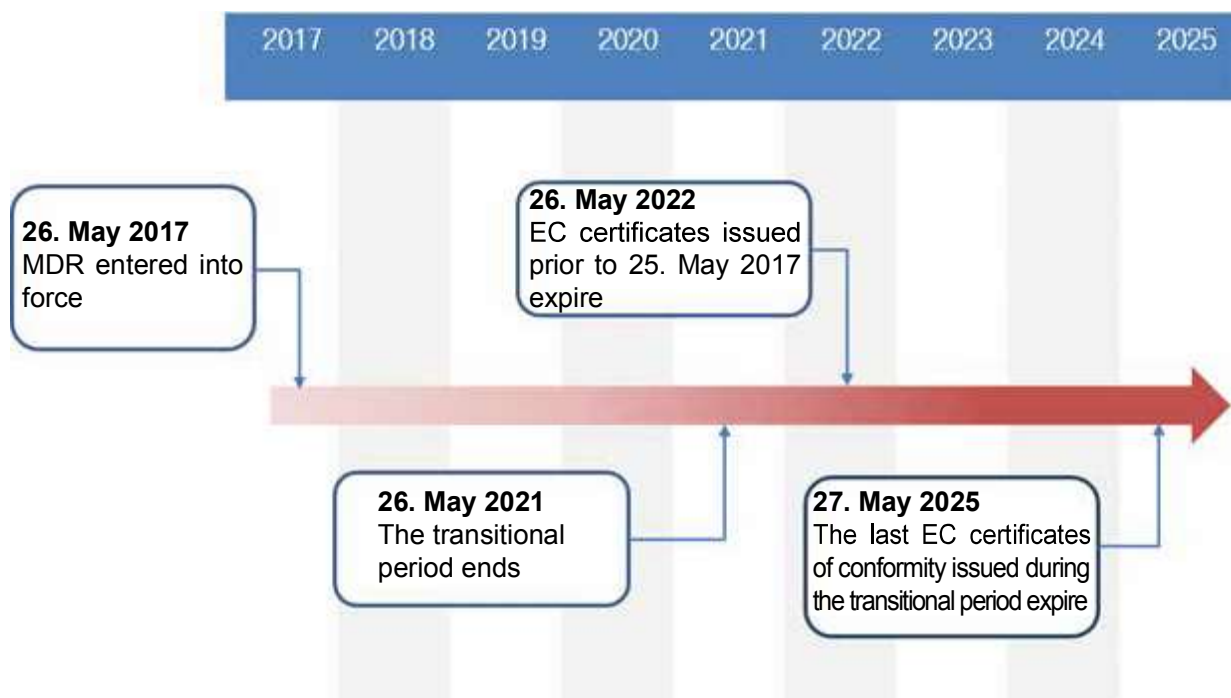 2017 2018 2019 2020 2021 2022 2023 2024 2025
26. May 2017
MDR entered into
force
26. May 2022
EC certificates issued
prior to 25. May 2017
expire
26. May 2021
The transitional
period ends
27. May 2025
The last EC certificates
of conformity issued during
the transitional period expire